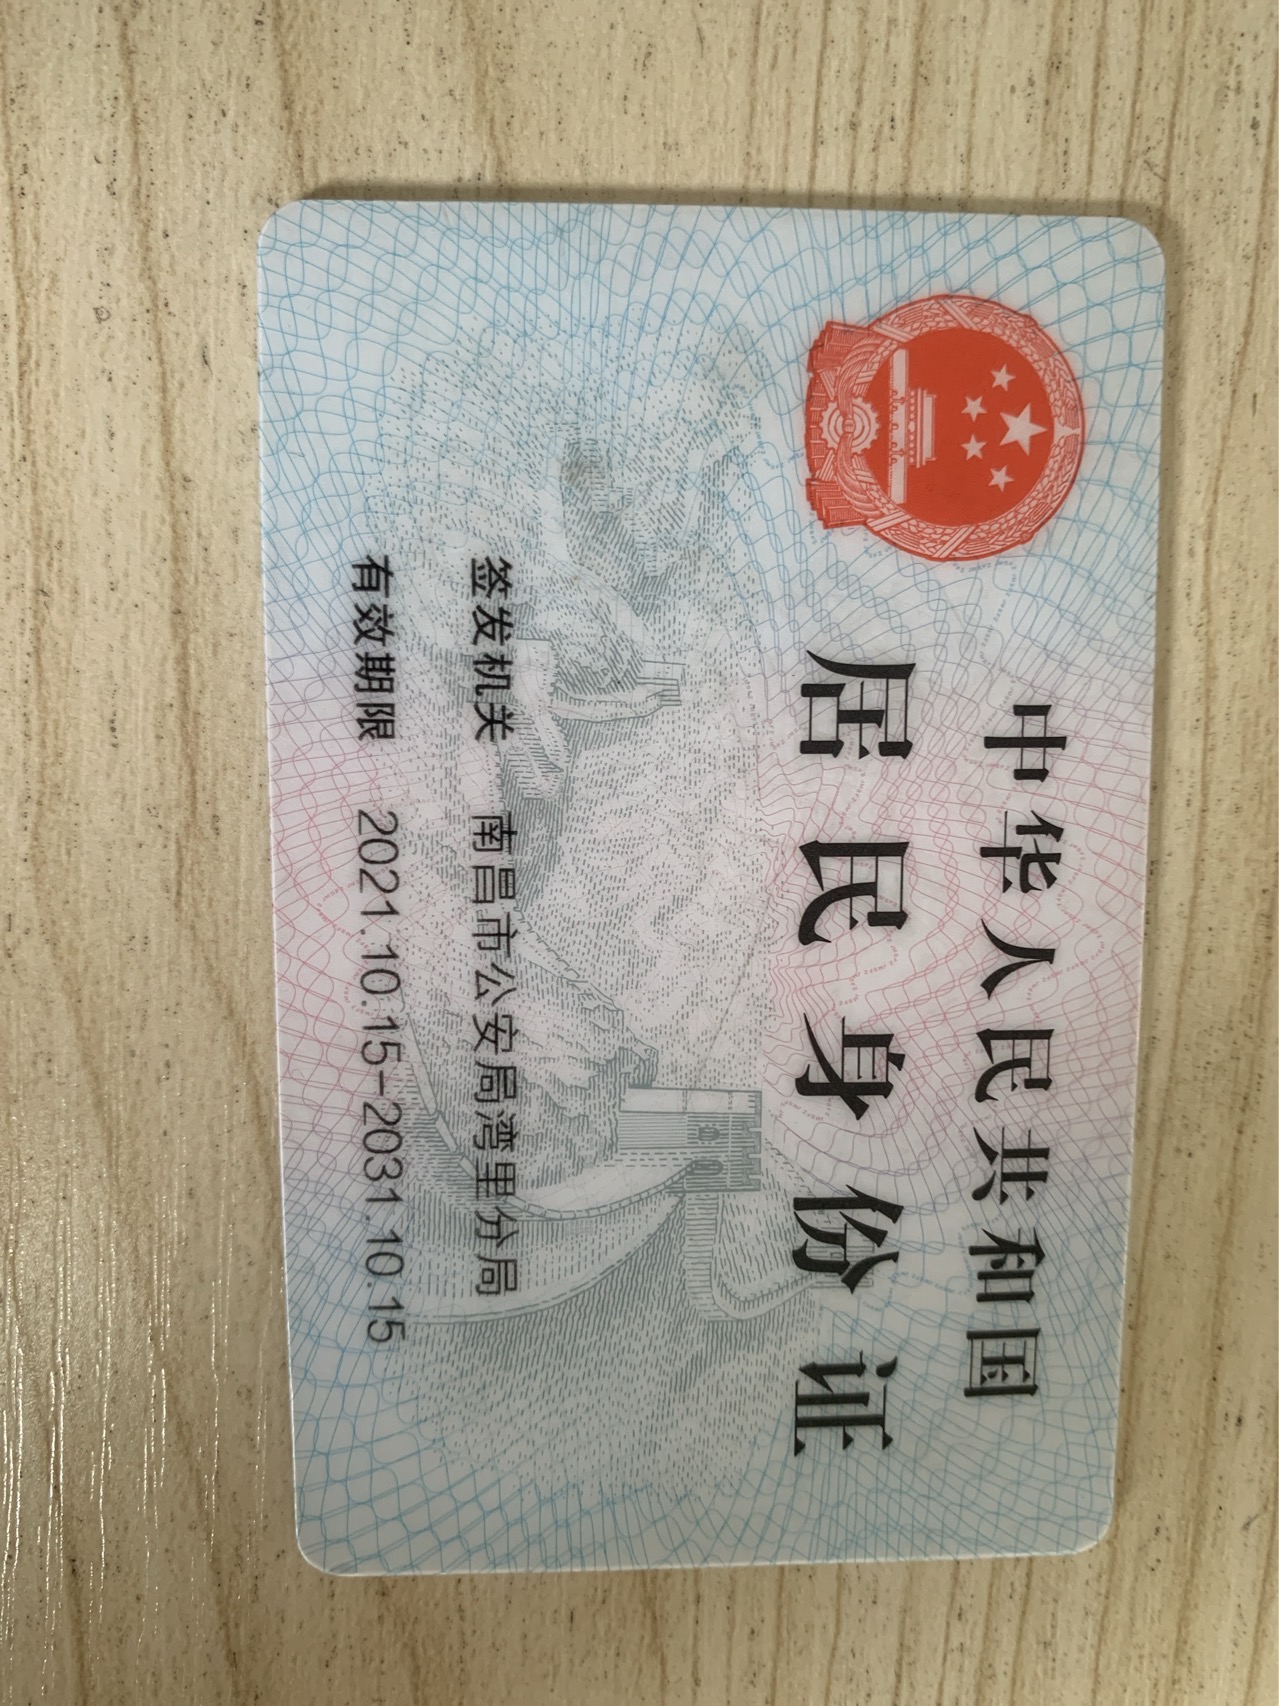 中华人民共和国
居民身份证
签发机关 南昌市公安局湾里分局
有效期限 2021.10.15-2031.10.15